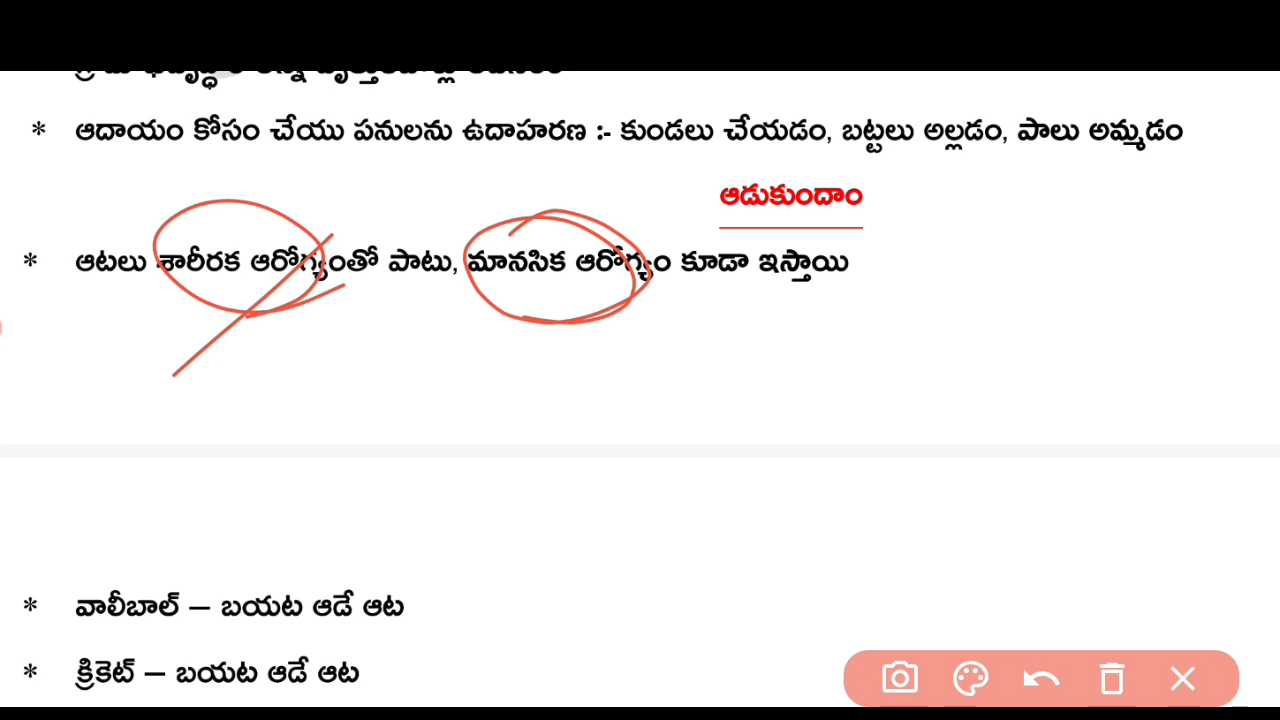 * ఆదాయం కోసం చేయు పనులను ఉదాహరణ :- కుండలు చేయడం, బట్టలు అల్లడం, పాలు అమ్మడం
ఆడుకుందాం
* ఆటలు శారీరక ఆరోగ్యంతో పాటు, మానసిక ఆరోగ్యం కూడా ఇస్తాయి
* వాలీబాల్ – బయట ఆడే ఆట
* క్రికెట్ – బయట ఆడే ఆట